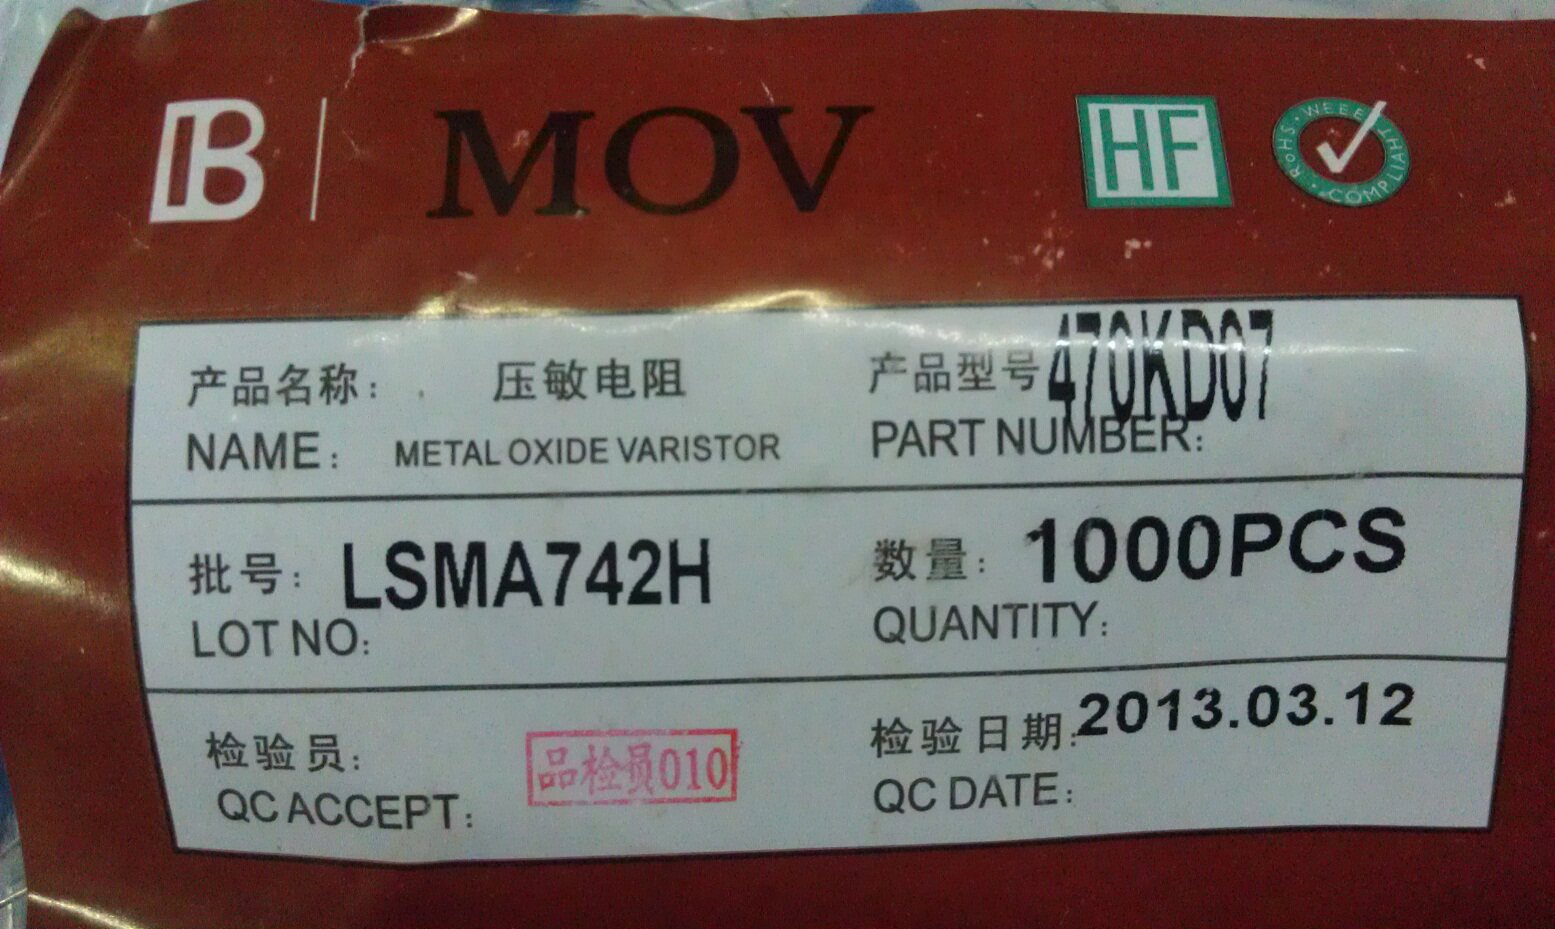 B
MOV
HF
RoHS · WEEE · LHAIT · COMPLIANT
产品名称： 压敏电阻
NAME： METAL OXIDE VARISTOR
产品型号 470KD07
PART NUMBER：
批号： LSMA742H
LOT NO：
数量： 1000PCS
QUANTITY：
检验员： 品检员010
QC ACCEPT：
检验日期： 2013.03.12
QC DATE：